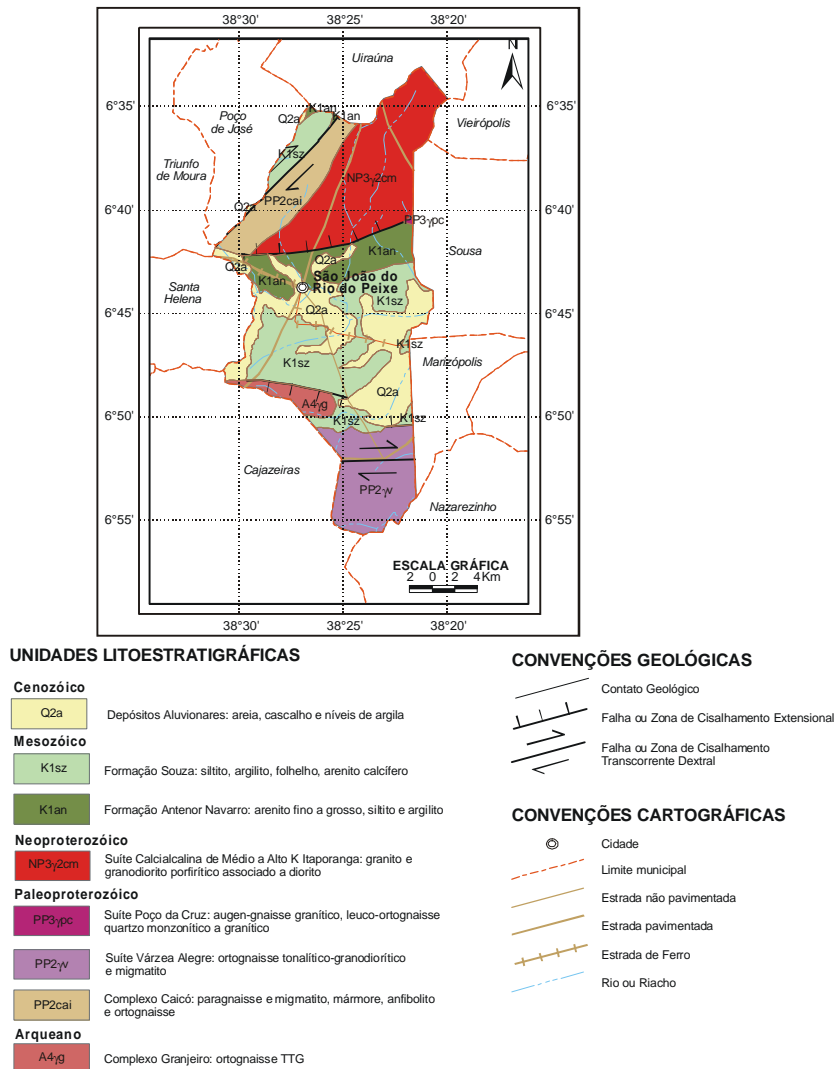 38°30' 38°25' 38°20'
N
Uiraúna
6°35' 6°35'
K1an
Q2a K1an
Poço
de José
Vieirópolis
K1sz
Triunfo
de Moura
NP3γ2cm
PP2cai
6°40' Q2a 6°40'
PP3γpc
Sousa
K1an
Q2a Q2a
São João do
Rio do Peixe
K1an
Santa
Helena
K1sz
6°45' Q2a 6°45'
K1sz
Marizópolis
K1sz
Q2a
A4γg
6°50' K1sz K1sz 6°50'
Cajazeiras
PP2γv
Nazarezinho
6°55' 6°55'
ESCALA GRÁFICA
2 0 2 4Km
38°30' 38°25' 38°20'
UNIDADES LITOESTRATIGRÁFICAS
Cenozóico
Q2a Depósitos Aluvionares: areia, cascalho e níveis de argila
Mesozóico
K1sz Formação Souza: siltito, argilito, folhelho, arenito calcífero
K1an Formação Antenor Navarro: arenito fino a grosso, siltito e argilito
Neoproterozóico
NP3γ2cm Suíte Calcialcalina de Médio a Alto K Itaporanga: granito e
granodiorito porfirítico associado a diorito
Paleoproterozóico
PP3γpc Suíte Poço da Cruz: augen-gnaisse granítico, leuco-ortognaisse
quartzo monzonítico a granítico
PP2γv Suíte Várzea Alegre: ortognaisse tonalítico-granodiorítico
e migmatito
PP2cai Complexo Caicó: paragnaisse e migmatito, mármore, anfibolito
e ortognaisse
Arqueano
A4γg Complexo Granjeiro: ortognaisse TTG
CONVENÇÕES GEOLÓGICAS
Contato Geológico
Falha ou Zona de Cisalhamento Extensional
Falha ou Zona de Cisalhamento
Transcorrente Dextral
CONVENÇÕES CARTOGRÁFICAS
Cidade
Limite municipal
Estrada não pavimentada
Estrada pavimentada
Estrada de Ferro
Rio ou Riacho